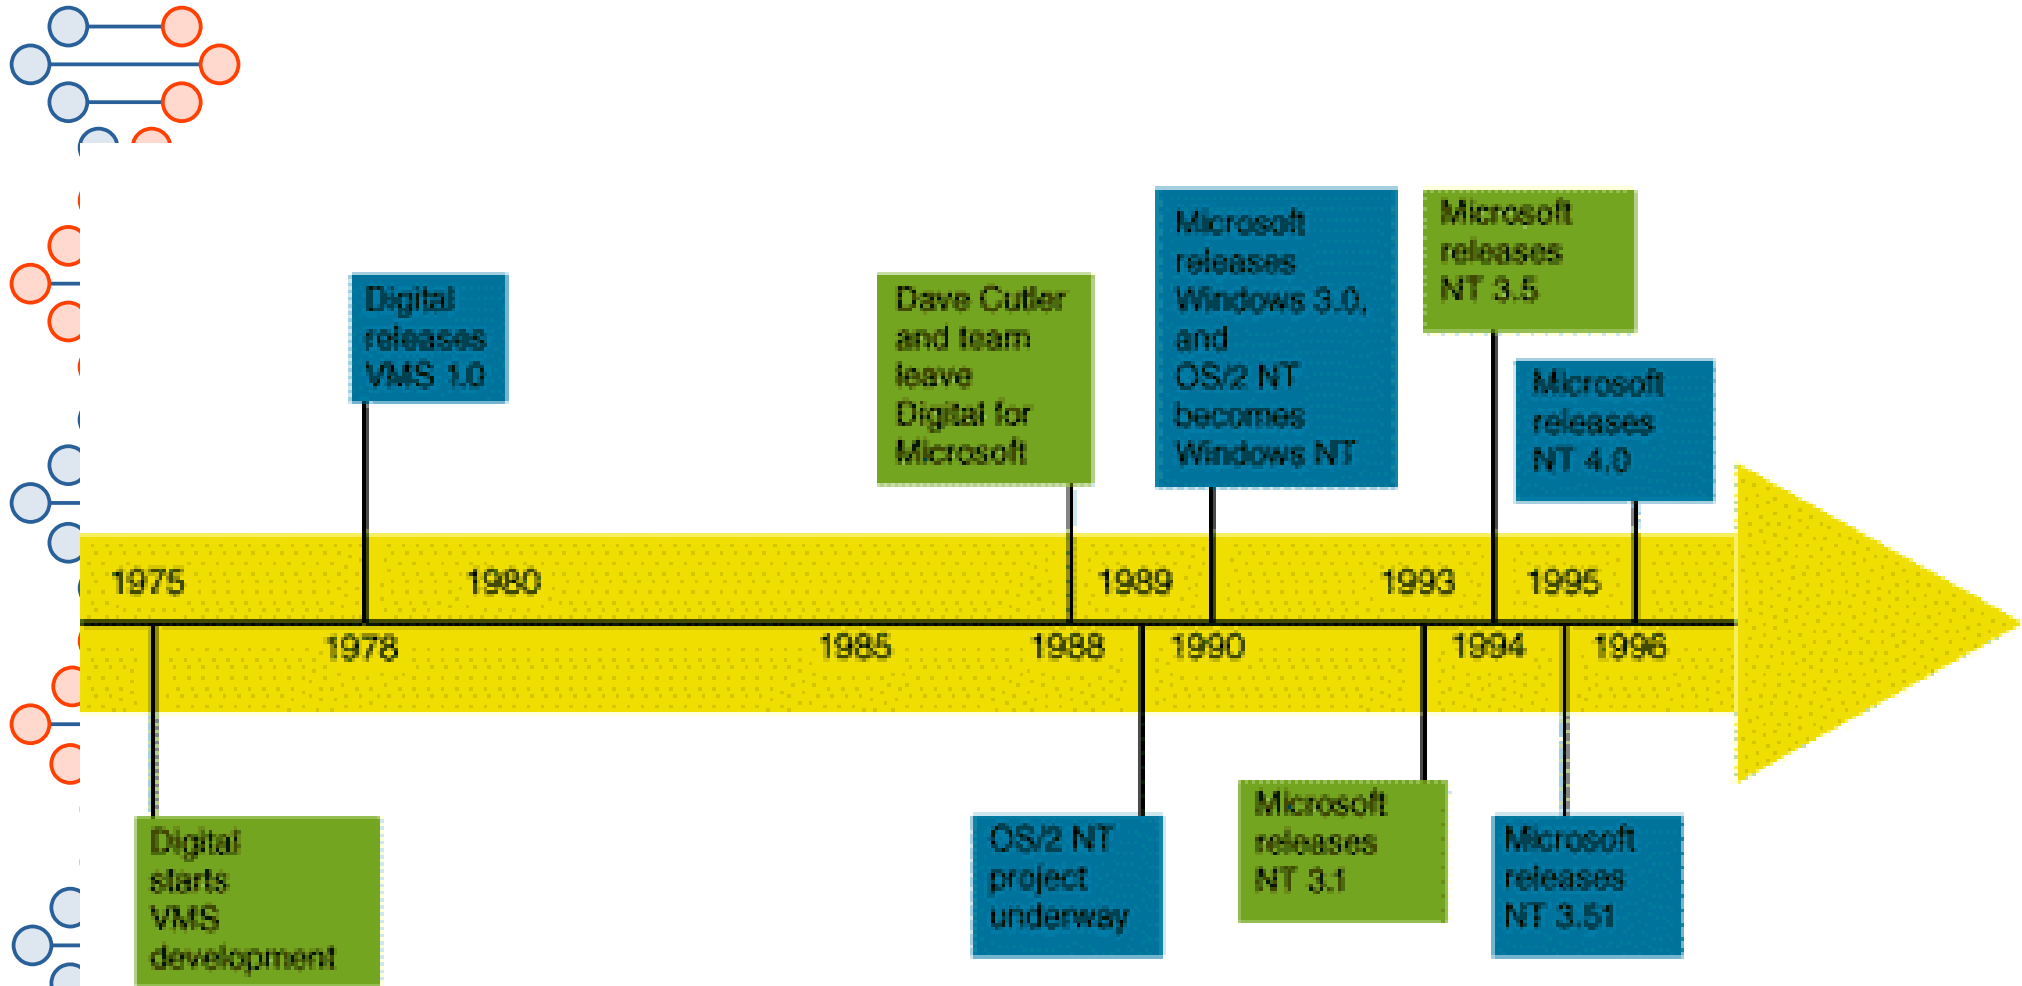 Digital
releases
VMS 1.0
Dave Cutler
and team
leave
Digital for
Microsoft
Microsoft
releases
Windows 3.0,
and
OS/2 NT
becomes
Windows NT
Microsoft
releases
NT 3.5
Microsoft
releases
NT 4.0
1975
1980
1989
1993
1995
1978
1985
1988
1990
1994
1996
Digital
starts
VMS
development
OS/2 NT
project
underway
Microsoft
releases
NT 3.1
Microsoft
releases
NT 3.51